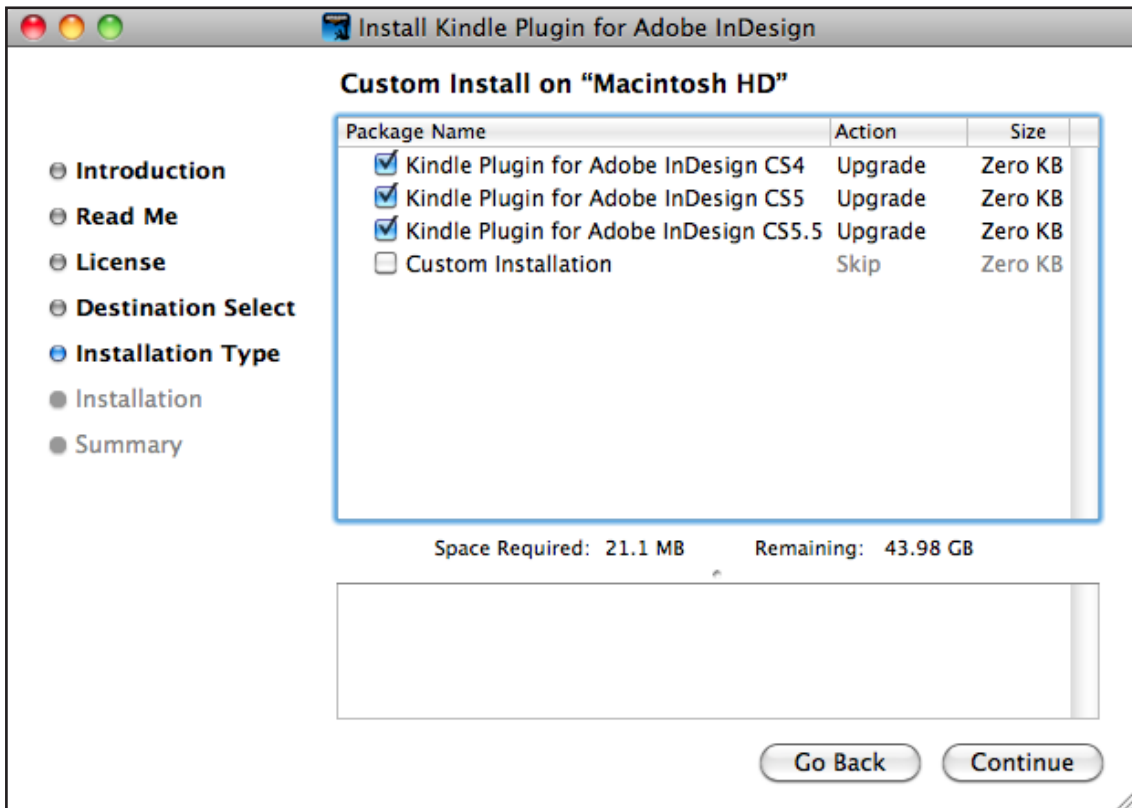 Install Kindle Plugin for Adobe InDesign
Custom Install on “Macintosh HD”
Introduction
Read Me
License
Destination Select
Installation Type
Installation
Summary
Package Name Action Size
Kindle Plugin for Adobe InDesign CS4 Upgrade Zero KB
Kindle Plugin for Adobe InDesign CS5 Upgrade Zero KB
Kindle Plugin for Adobe InDesign CS5.5 Upgrade Zero KB
Custom Installation Skip Zero KB
Space Required: 21.1 MB Remaining: 43.98 GB
Go Back Continue